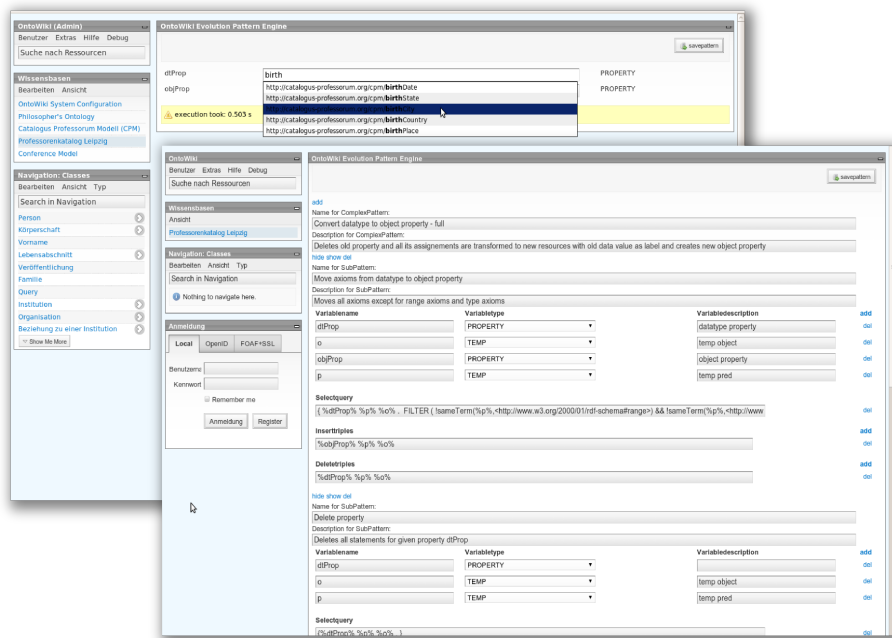 OntoWiki (Admin)
Benutzer Extras Hilfe Debug
Suche nach Ressourcen
Wissensbasen
Bearbeiten Ansicht
OntoWiki System Configuration
Philosopher's Ontology
Catalogus Professorum Modell (CPM)
Professorenkatalog Leipzig
Conference Model
Navigation: Classes
Bearbeiten Ansicht Typ
Search in Navigation
Person
Körperschaft
Vorname
Lebensabschnitt
Veröffentlichung
Familie
Query
Institution
Organisation
Beziehung zu einer Institution
Show Me More
OntoWiki Evolution Pattern Engine
savepattern
dtProp birth PROPERTY
objProp PROPERTY
http://catalogus-professorum.org/cpm/birthDate
http://catalogus-professorum.org/cpm/birthState
http://catalogus-professorum.org/cpm/birthCity
http://catalogus-professorum.org/cpm/birthCountry
http://catalogus-professorum.org/cpm/birthPlace
execution took: 0.503 s
OntoWiki
Benutzer Extras Hilfe Debug
Suche nach Ressourcen
Wissensbasen
Ansicht
Professorenkatalog Leipzig
Navigation: Classes
Bearbeiten Ansicht Typ
Search in Navigation
Nothing to navigate here.
Anmeldung
Local OpenID FOAF+SSL
Benutzern
Kennwort
Remember me
Anmeldung Register
OntoWiki Evolution Pattern Engine
savepattern
add
Name for ComplexPattern:
Convert datatype to object property - full
Description for ComplexPattern:
Deletes old property and all its assignements are transformed to new resources with old data value as label and creates new object property
hide show del
Name for SubPattern:
Move axioms from datatype to object property
Description for SubPattern:
Moves all axioms except for range axioms and type axioms
Variablename Variabletype Variabledescription add
dtProp PROPERTY datatype property del
o TEMP temp object del
objProp PROPERTY object property del
p TEMP temp pred del
Selectquery
{ %dtProp% %p% %o% . FILTER ( !sameTerm(%p%,<http://www.w3.org/2000/01/rdf-schema#range>) && !sameTerm(%p%,<http://www del
Inserttriples add
%objProp% %p% %o% del
Deletetriples add
%dtProp% %p% %o% del
hide show del
Name for SubPattern:
Delete property
Description for SubPattern:
Deletes all statements for given property dtProp
Variablename Variabletype Variabledescription add
dtProp PROPERTY del
o TEMP temp object del
p TEMP temp pred del
Selectquery
{%dtProp% %p% %o% . } del